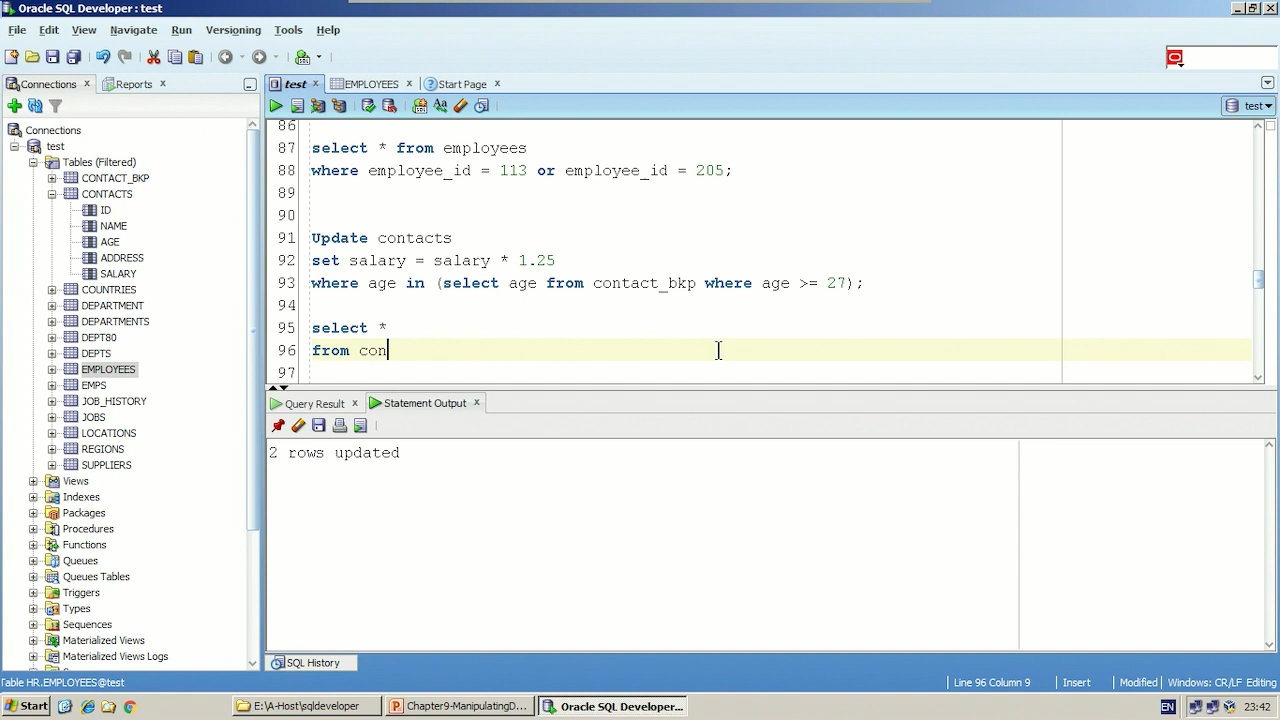 Oracle SQL Developer : test
File Edit View Navigate Run Versioning Tools Help
Connections Reports
test EMPLOYEES Start Page
test
Connections
test
Tables (Filtered)
CONTACT_BKP
CONTACTS
ID
NAME
AGE
ADDRESS
SALARY
COUNTRIES
DEPARTMENT
DEPARTMENTS
DEPT80
DEPTS
EMPLOYEES
EMPS
JOB_HISTORY
JOBS
LOCATIONS
REGIONS
SUPPLIERS
Views
Indexes
Packages
Procedures
Functions
Queues
Queues Tables
Triggers
Types
Sequences
Materialized Views
Materialized Views Logs
86
87 select * from employees
88 where employee_id = 113 or employee_id = 205;
89
90
91 Update contacts
92 set salary = salary * 1.25
93 where age in (select age from contact_bkp where age >= 27);
94
95 select *
96 from con
97
Query Result Statement Output
2 rows updated
SQL History
Table HR.EMPLOYEES@test
Line 96 Column 9 Insert Modified Windows: CR/LF Editing
Start E:\A-Host\sqldeveloper Chapter9-ManipulatingD... Oracle SQL Developer... EN 23:42